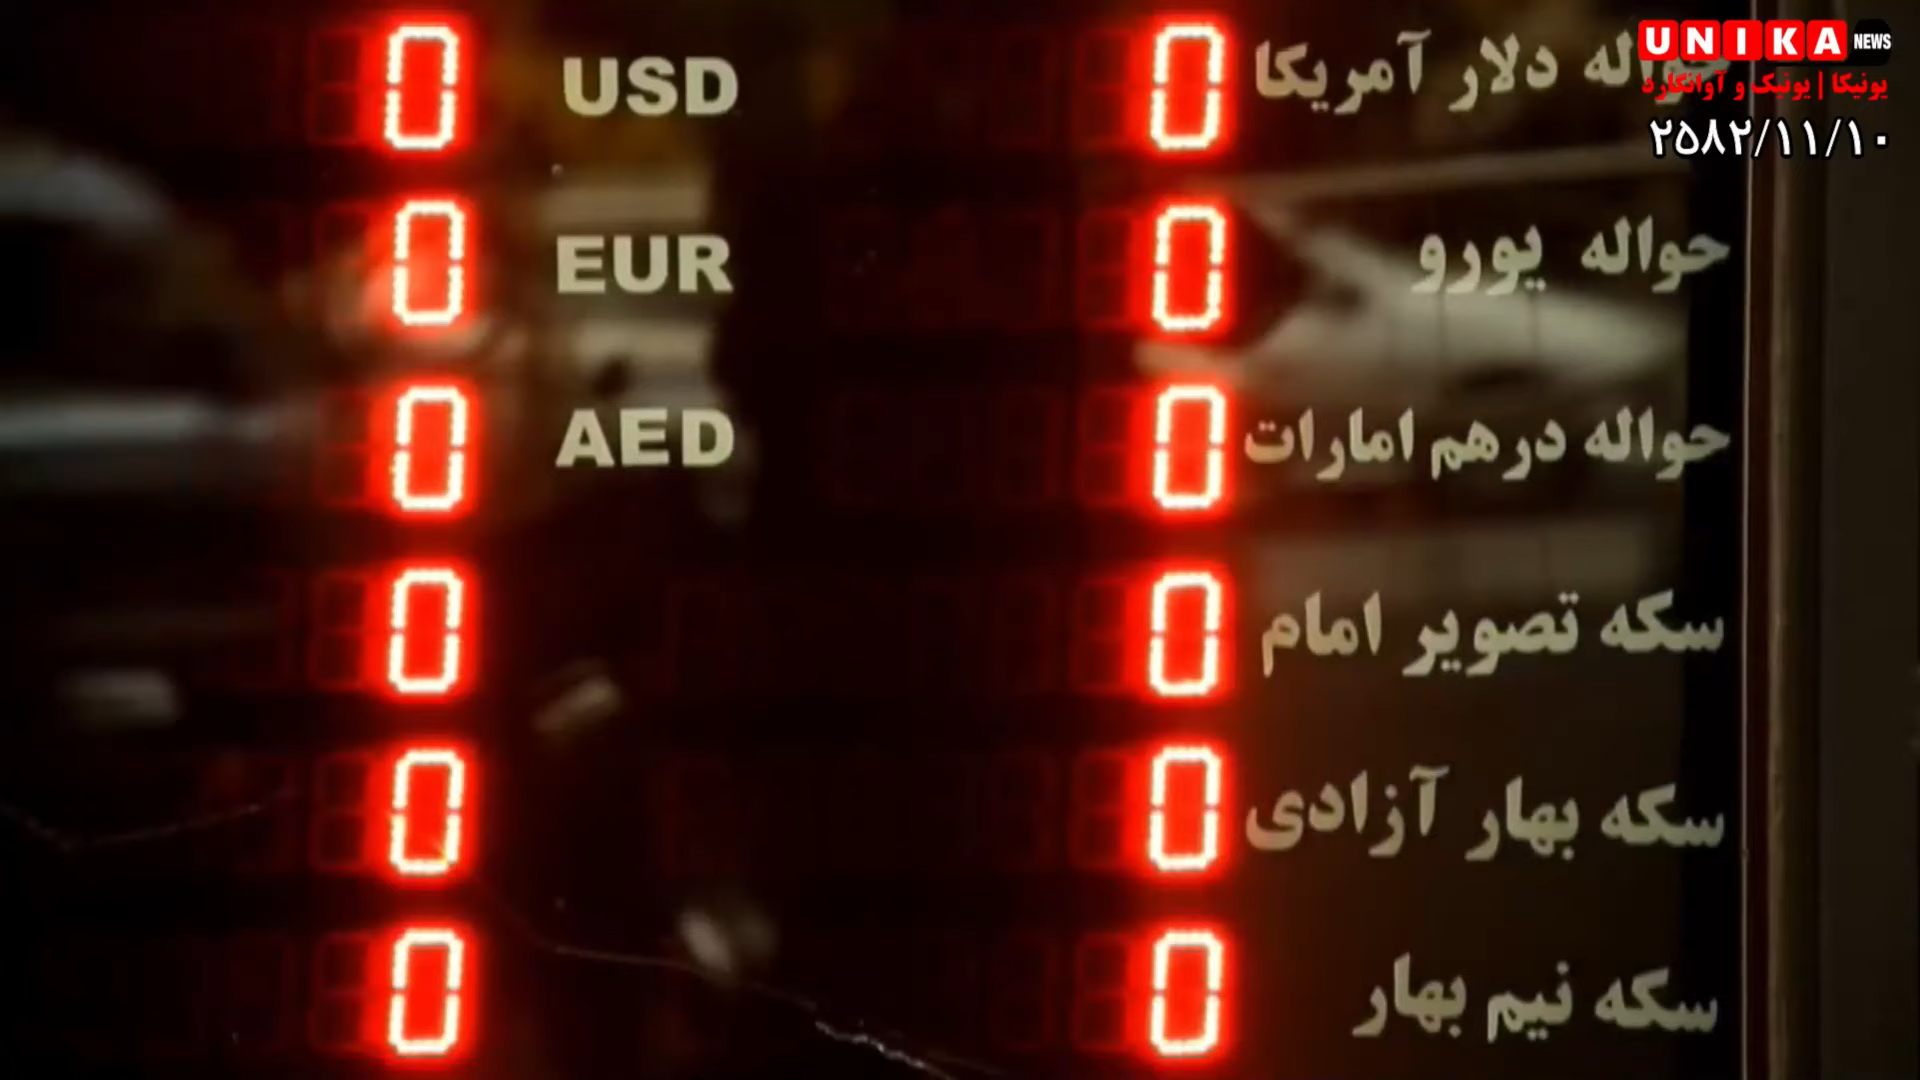 UNIKA NEWS
یونیکا | یونیک و آوانگارد
۲۵۸۲/۱۱/۱۰
حواله دلار آمریکا 0 USD 0
حواله یورو 0 EUR 0
حواله درهم امارات 0 AED 0
سکه تصویر امام 0 0
سکه بهار آزادی 0 0
سکه نیم بهار 0 0